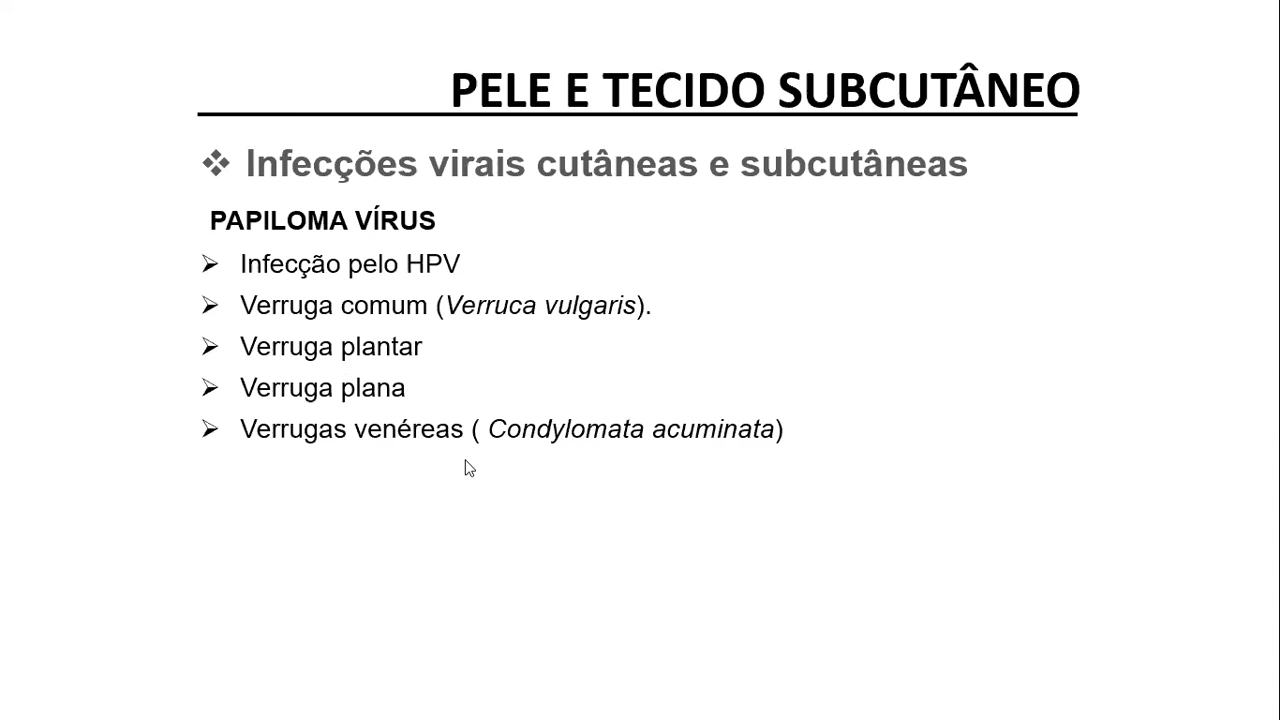 PELE E TECIDO SUBCUTÂNEO
❖ Infecções virais cutâneas e subcutâneas
PAPILOMA VÍRUS
➢ Infecção pelo HPV
➢ Verruga comum (Verruca vulgaris).
➢ Verruga plantar
➢ Verruga plana
➢ Verrugas venéreas ( Condylomata acuminata)